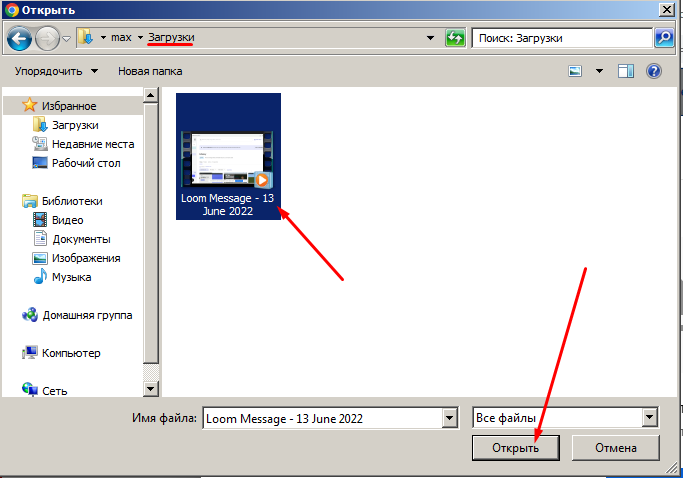 Открыть
max
Загрузки
Поиск: Загрузки
Упорядочить
Новая папка
Избранное
Загрузки
Недавние места
Рабочий стол
Библиотеки
Видео
Документы
Изображения
Музыка
Домашняя группа
Компьютер
Сеть
Loom Message - 13
June 2022
Имя файла:
Loom Message - 13 June 2022
Все файлы
Открыть
Отмена